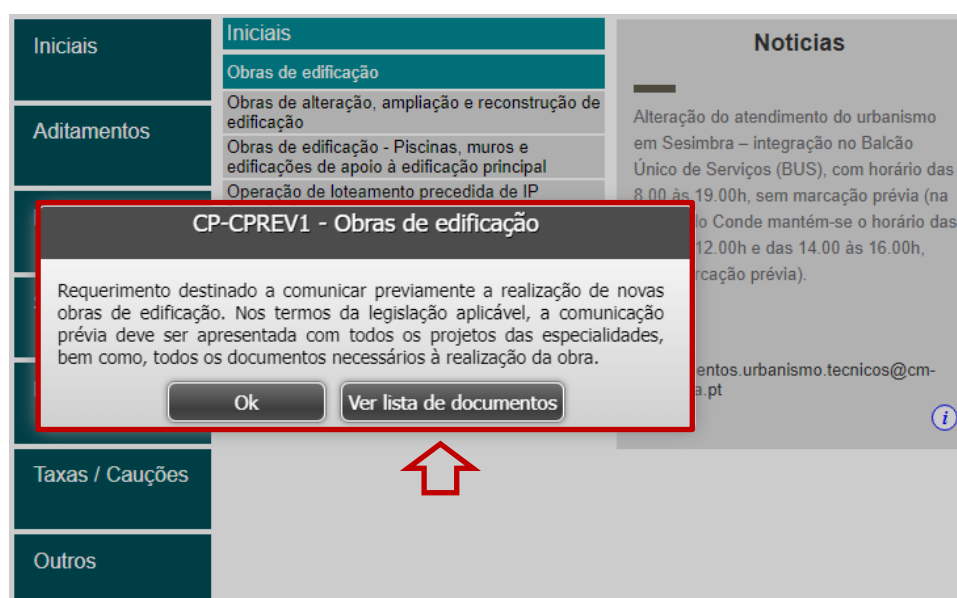 Iniciais
Aditamentos
Taxas / Cauções
Outros
Iniciais
Obras de edificação
Obras de alteração, ampliação e reconstrução de
edificação
Obras de edificação - Piscinas, muros e
edificações de apoio à edificação principal
Operação de loteamento precedida de IP
CP-CPREV1 - Obras de edificação
Requerimento destinado a comunicar previamente a realização de novas
obras de edificação. Nos termos da legislação aplicável, a comunicação
prévia deve ser apresentada com todos os projetos das especialidades,
bem como, todos os documentos necessários à realização da obra.
Ok
Ver lista de documentos
Noticias
Alteração do atendimento do urbanismo
em Sesimbra – integração no Balcão
Único de Serviços (BUS), com horário das
8.00 às 19.00h, sem marcação prévia (na
Conde mantém-se o horário das
12.00h e das 14.00 às 16.00h,
prévia).
entos.urbanismo.tecnicos@cm-
a.pt
i